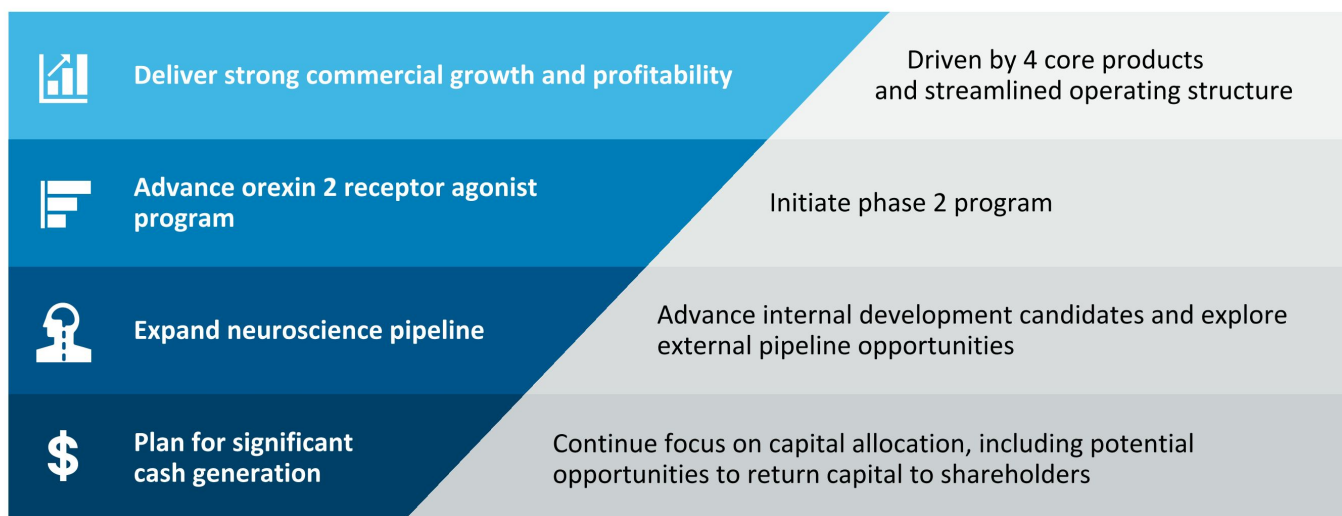 Deliver strong commercial growth and profitability
Driven by 4 core products
and streamlined operating structure
Advance orexin 2 receptor agonist
program
Initiate phase 2 program
Expand neuroscience pipeline
Advance internal development candidates and explore
external pipeline opportunities
$
Plan for significant
cash generation
Continue focus on capital allocation, including potential
opportunities to return capital to shareholders